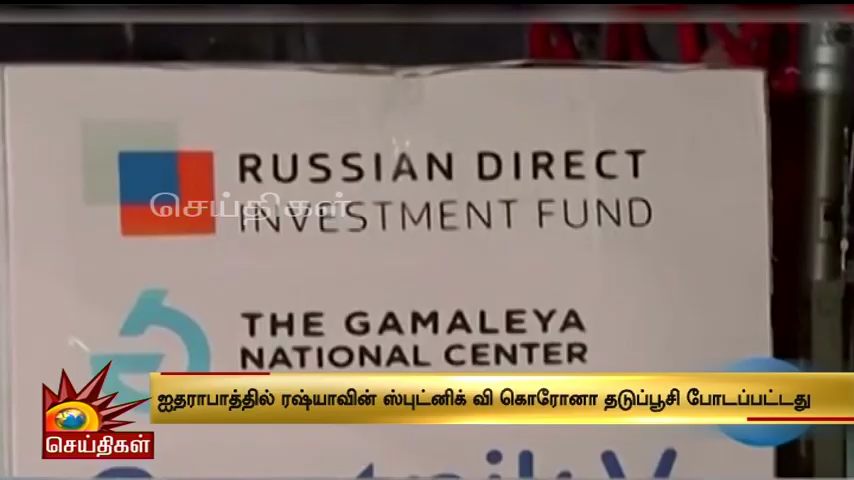 RUSSIAN DIRECT
INVESTMENT FUND
செய்திகள்
THE GAMALEYA
NATIONAL CENTER
ஐதராபாத்தில் ரஷ்யாவின் ஸ்புட்னிக் வி கொரோனா தடுப்பூசி போடப்பட்டது
செய்திகள்